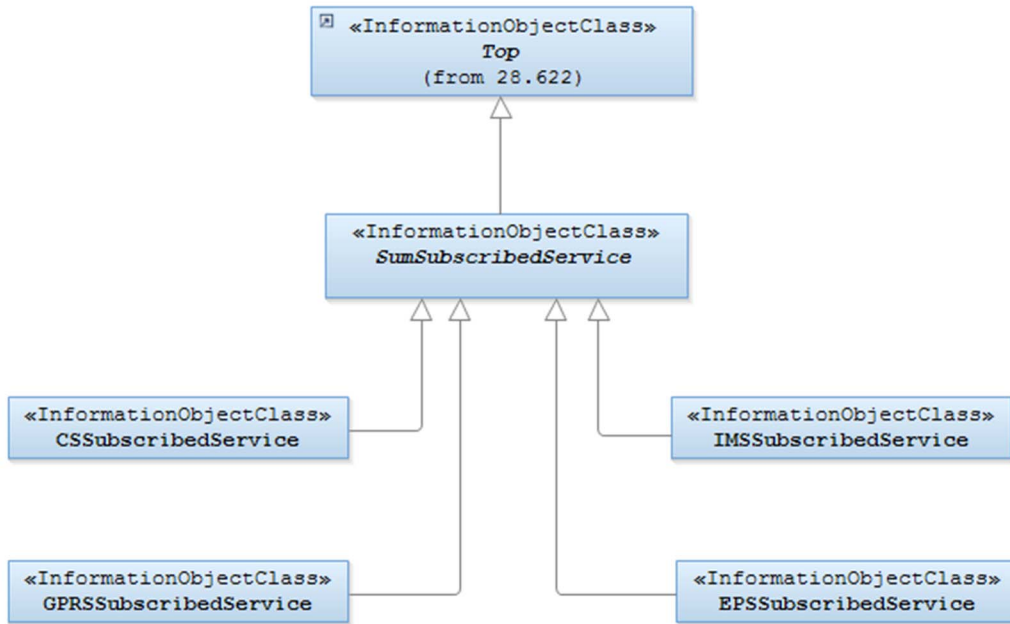 «InformationObjectClass»
Top
(from 28.622)
«InformationObjectClass»
SumSubscribedService
«InformationObjectClass»
CSSubscribedService
«InformationObjectClass»
IMSSubscribedService
«InformationObjectClass»
GPRSSubscribedService
«InformationObjectClass»
EPSSubscribedService